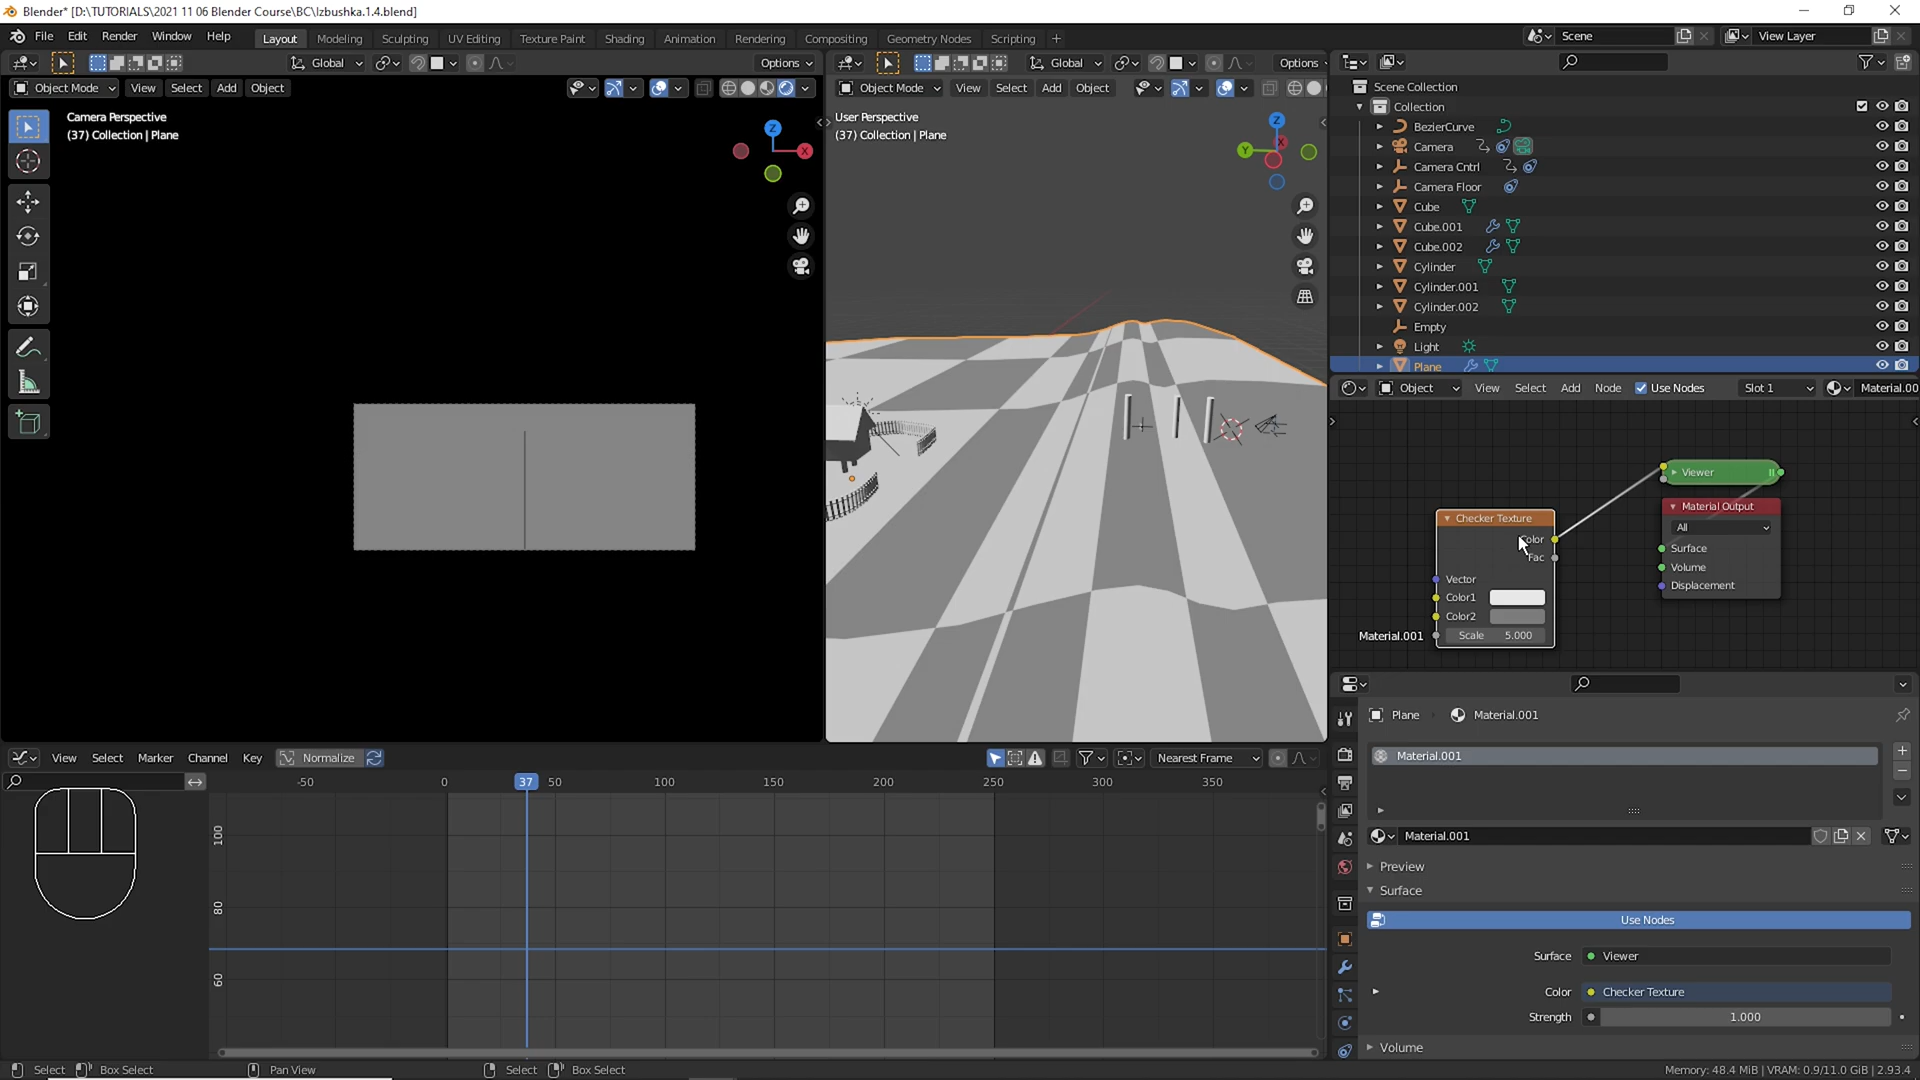 Blender* [D:\TUTORIALS\2021 11 06 Blender Course\BC\Izbushka.1.4.blend]
File Edit Render Window Help Layout Modeling Sculpting UV Editing Texture Paint Shading Animation Rendering Compositing Geometry Nodes Scripting + Scene View Layer
Global Options Global Options
Object Mode View Select Add Object Object Mode View Select Add Object
Scene Collection
Collection
BezierCurve
Camera
Camera Cntrl
Camera Floor
Cube
Cube.001
Cube.002
Cylinder
Cylinder.001
Cylinder.002
Empty
Light
Plane
Camera Perspective
(37) Collection | Plane
Z
X
User Perspective
(37) Collection | Plane
Z
X
Y
Object View Select Add Node Use Nodes Slot 1 Material.00
Viewer
Material Output
All
Surface
Volume
Displacement
Checker Texture
Color
Fac
Vector
Color1
Color2
Scale 5.000
Material.001
Plane Material.001
Material.001
Material.001
Preview
Surface
Use Nodes
Surface Viewer
Color Checker Texture
Strength 1.000
Volume
View Select Marker Channel Key Normalize Nearest Frame
-50 0 37 50 100 150 200 250 300 350
100
80
60
Select Box Select Pan View Select Box Select Memory: 48.4 MiB | VRAM: 0.9/11.0 GiB | 2.93.4